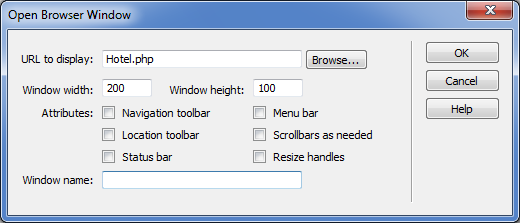 Open Browser Window
URL to display: Hotel.php Browse... OK
Window width: 200 Window height: 100 Cancel
Attributes: Navigation toolbar Menu bar Help
Location toolbar Scrollbars as needed
Status bar Resize handles
Window name: